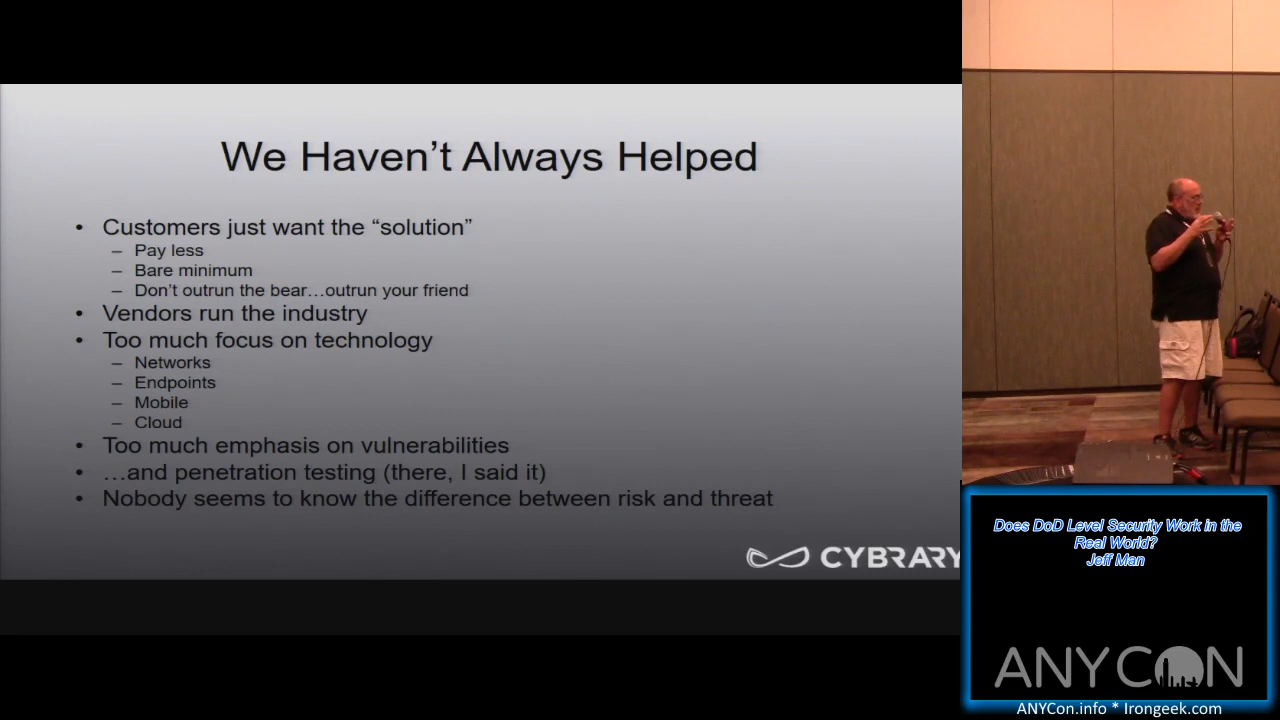 We Haven't Always Helped
• Customers just want the “solution”
– Pay less
– Bare minimum
– Don't outrun the bear…outrun your friend
• Vendors run the industry
• Too much focus on technology
– Networks
– Endpoints
– Mobile
– Cloud
• Too much emphasis on vulnerabilities
• …and penetration testing (there, I said it)
• Nobody seems to know the difference between risk and threat
CYBRARY
Does DoD Level Security Work in the
Real World?
Jeff Man
ANYCON
ANYCon.info * Irongeek.com